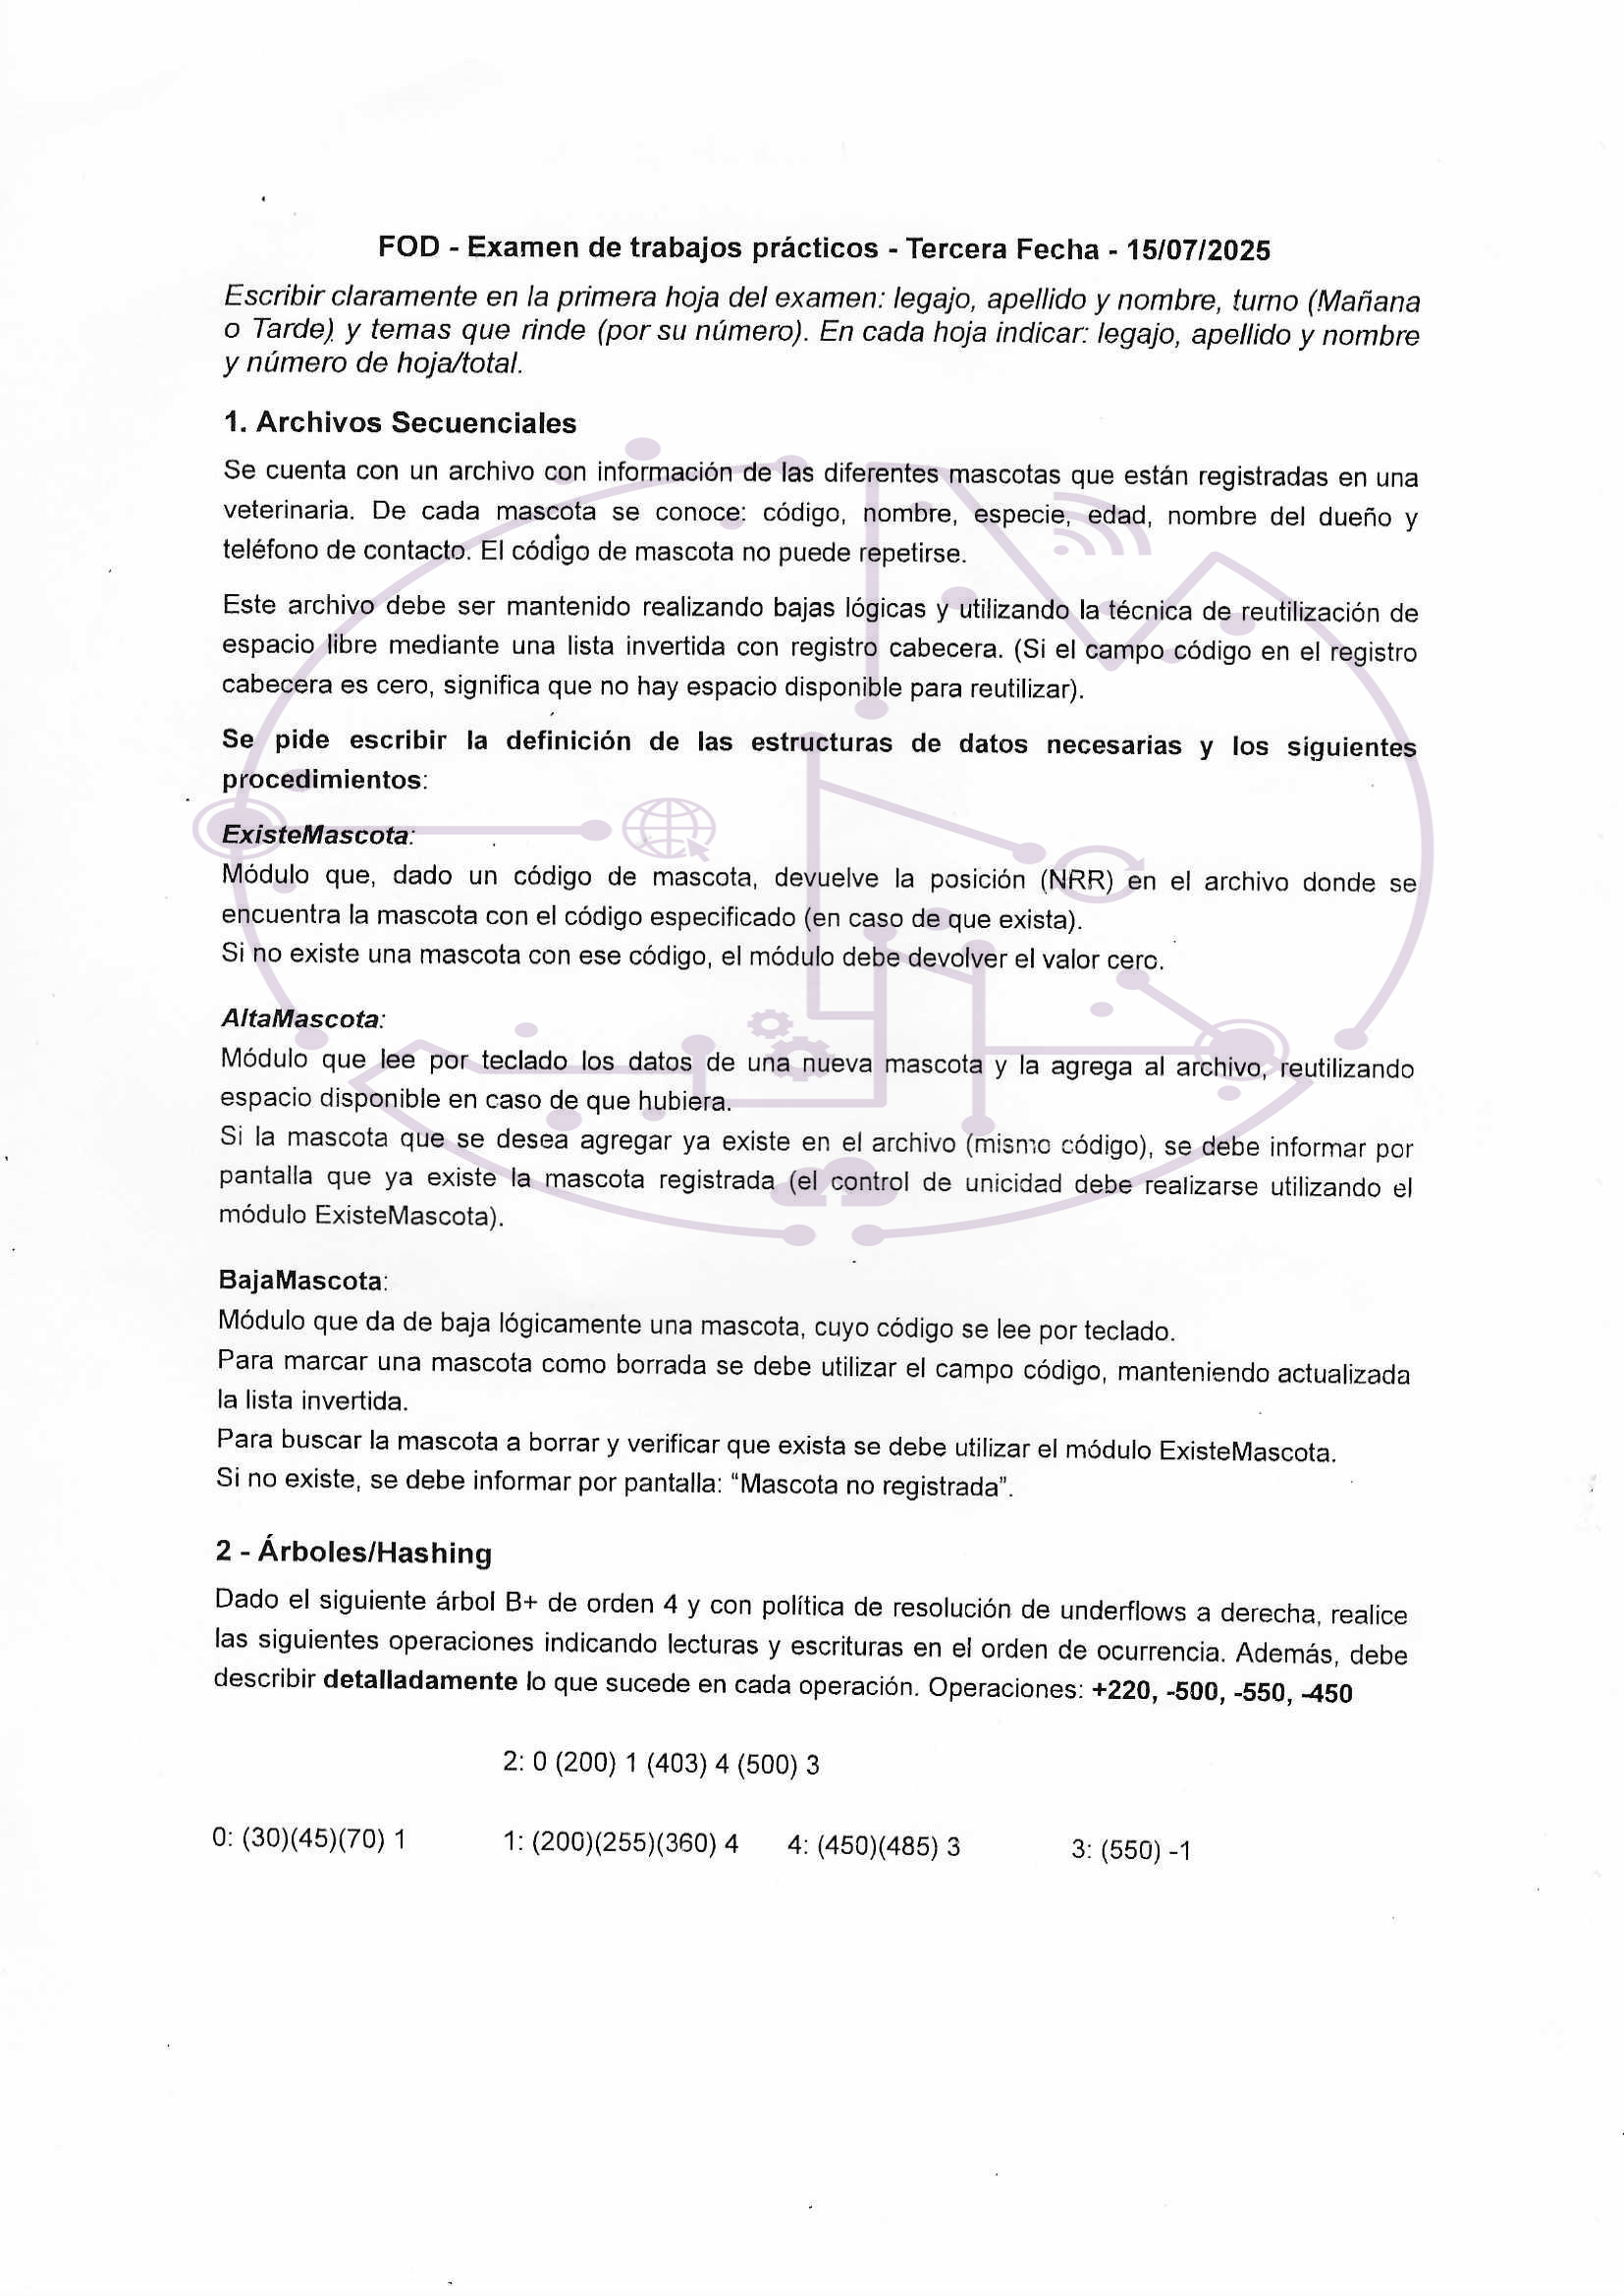 FOD - Examen de trabajos prácticos - Tercera Fecha - 15/07/2025
Escribir claramente en la primera hoja del examen: legajo, apellido y nombre, turno (Mañana
o Tarde) y temas que rinde (por su número). En cada hoja indicar: legajo, apellido y nombre
y número de hoja/total.
1. Archivos Secuenciales
Se cuenta con un archivo con información de las diferentes mascotas que están registradas en una
veterinaria. De cada mascota se conoce: código, nombre, especie, edad, nombre del dueño y
teléfono de contacto. El código de mascota no puede repetirse.
Este archivo debe ser mantenido realizando bajas lógicas y utilizando la técnica de reutilización de
espacio libre mediante una lista invertida con registro cabecera. (Si el campo código en el registro
cabecera es cero, significa que no hay espacio disponible para reutilizar).
Se pide escribir la definición de las estructuras de datos necesarias y los siguientes
procedimientos:
ExisteMascota:
Módulo que, dado un código de mascota, devuelve la posición (NRR) en el archivo donde se
encuentra la mascota con el código especificado (en caso de que exista).
Si no existe una mascota con ese código, el módulo debe devolver el valor cero.
AltaMascota:
Módulo que lee por teclado los datos de una nueva mascota y la agrega al archivo, reutilizando
espacio disponible en caso de que hubiera.
Si la mascota que se desea agregar ya existe en el archivo (mismo código), se debe informar por
pantalla que ya existe la mascota registrada (el control de unicidad debe realizarse utilizando el
módulo ExisteMascota).
BajaMascota:
Módulo que da de baja lógicamente una mascota, cuyo código se lee por teclado.
Para marcar una mascota como borrada se debe utilizar el campo código, manteniendo actualizada
la lista invertida.
Para buscar la mascota a borrar y verificar que exista se debe utilizar el módulo ExisteMascota.
Si no existe, se debe informar por pantalla: “Mascota no registrada”.
2 - Árboles/Hashing
Dado el siguiente árbol B+ de orden 4 y con política de resolución de underflows a derecha, realice
las siguientes operaciones indicando lecturas y escrituras en el orden de ocurrencia. Además, debe
describir detalladamente lo que sucede en cada operación. Operaciones: +220, -500, -550, -450
2: 0 (200) 1 (403) 4 (500) 3
0: (30)(45)(70) 1 1: (200)(255)(360) 4 4: (450)(485) 3 3: (550) -1